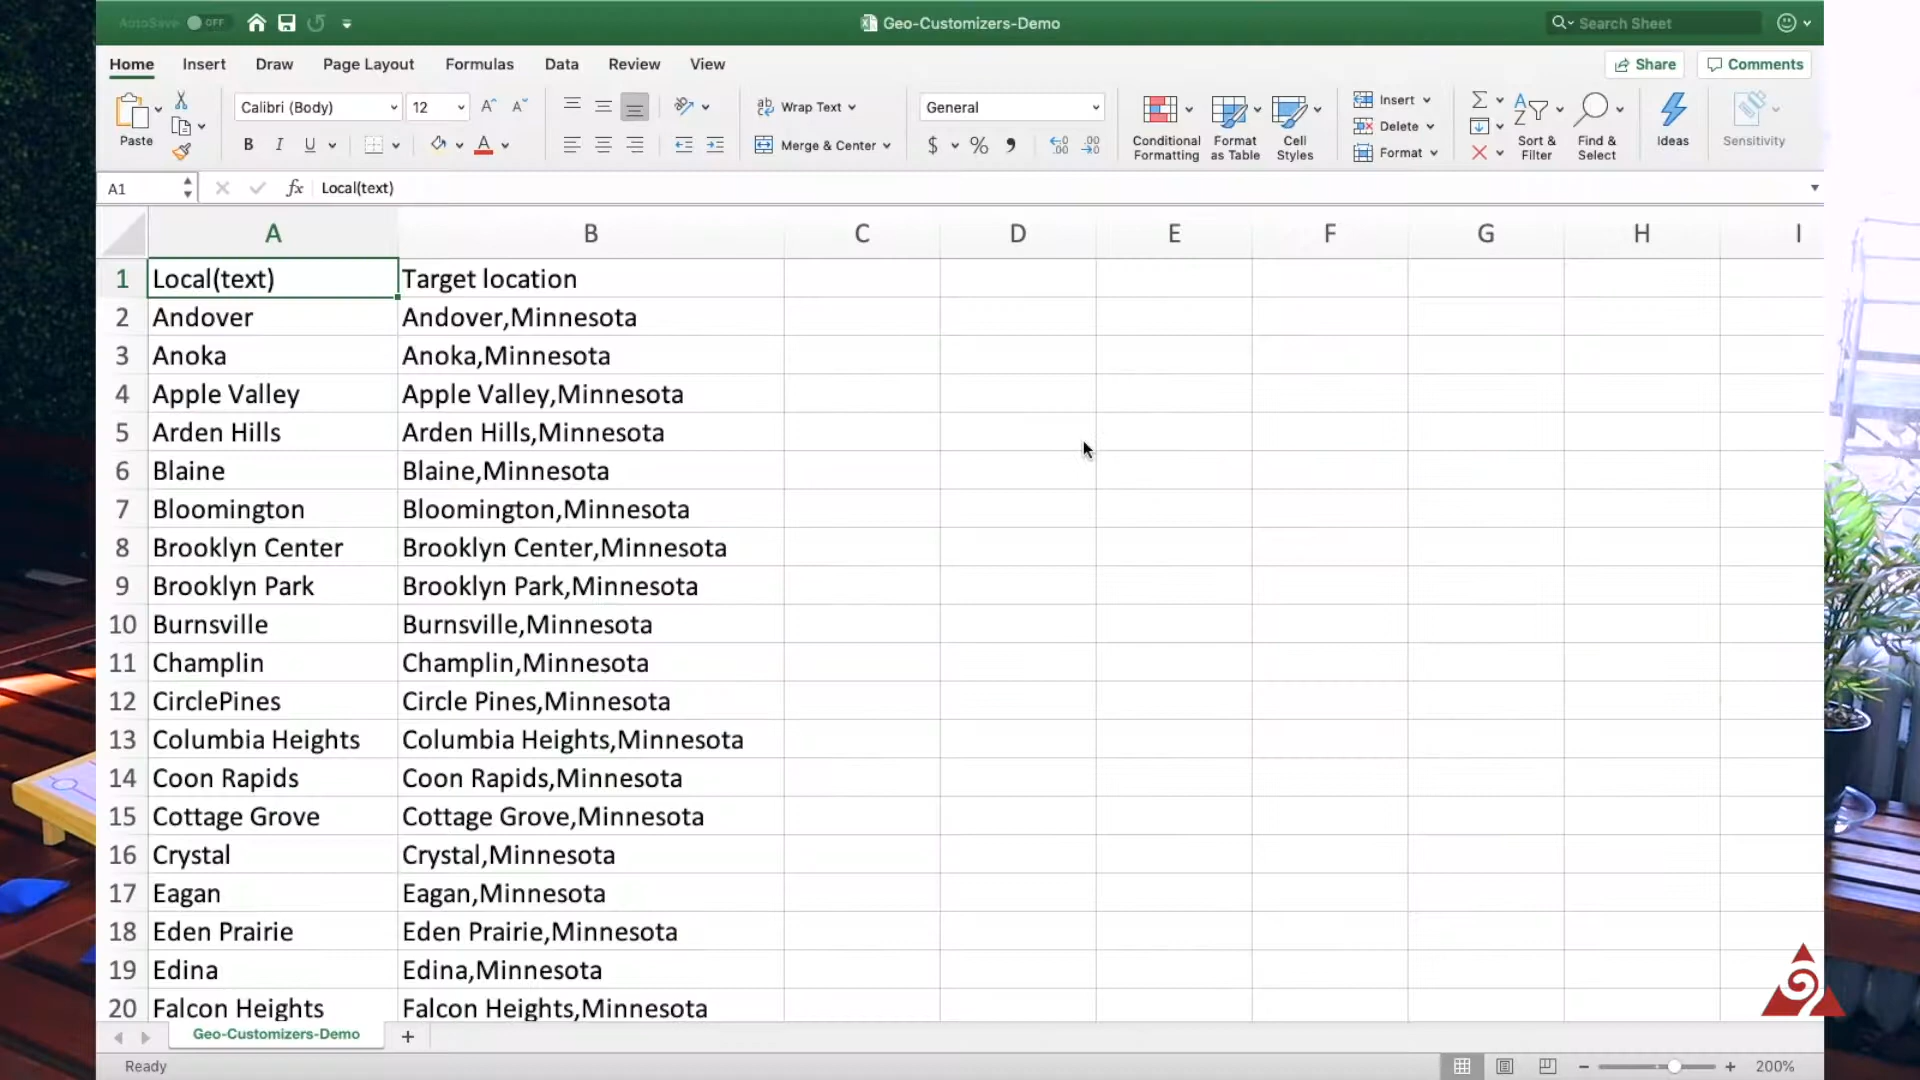 AutoSave OFF Geo-Customizers-Demo Search Sheet
Home Insert Draw Page Layout Formulas Data Review View Share Comments
Paste Calibri (Body) 12 Wrap Text General Conditional Formatting Format as Table Cell Styles Insert Sort & Filter Find & Select Ideas Sensitivity
Delete
B I U Merge & Center $ % Format
A1 fx Local(text)
A B C D E F G H I
1 Local(text) Target location
2 Andover Andover,Minnesota
3 Anoka Anoka,Minnesota
4 Apple Valley Apple Valley,Minnesota
5 Arden Hills Arden Hills,Minnesota
6 Blaine Blaine,Minnesota
7 Bloomington Bloomington,Minnesota
8 Brooklyn Center Brooklyn Center,Minnesota
9 Brooklyn Park Brooklyn Park,Minnesota
10 Burnsville Burnsville,Minnesota
11 Champlin Champlin,Minnesota
12 CirclePines Circle Pines,Minnesota
13 Columbia Heights Columbia Heights,Minnesota
14 Coon Rapids Coon Rapids,Minnesota
15 Cottage Grove Cottage Grove,Minnesota
16 Crystal Crystal,Minnesota
17 Eagan Eagan,Minnesota
18 Eden Prairie Eden Prairie,Minnesota
19 Edina Edina,Minnesota
20 Falcon Heights Falcon Heights,Minnesota
Geo-Customizers-Demo +
Ready 200%